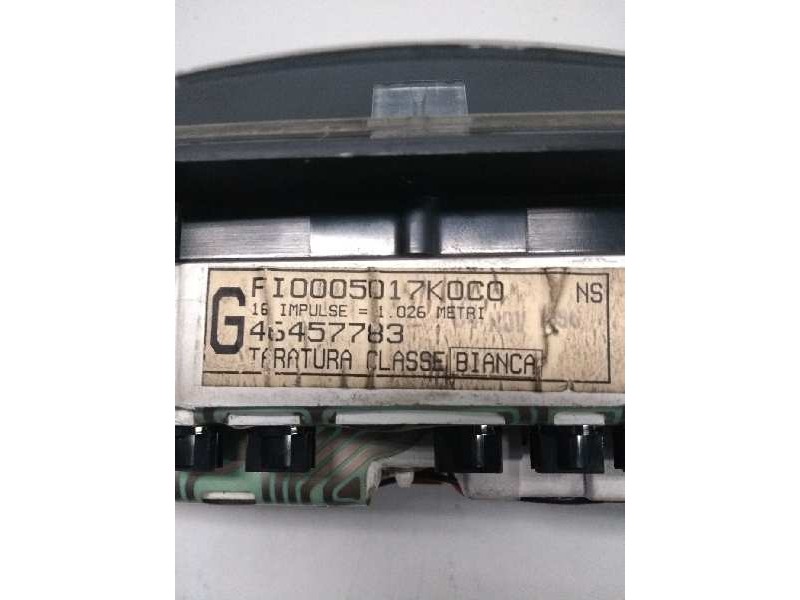 G
FI0005017K0C0 NS
16 IMPULSE = 1.026 METRI
46457783
TARATURA CLASSE BIANCA